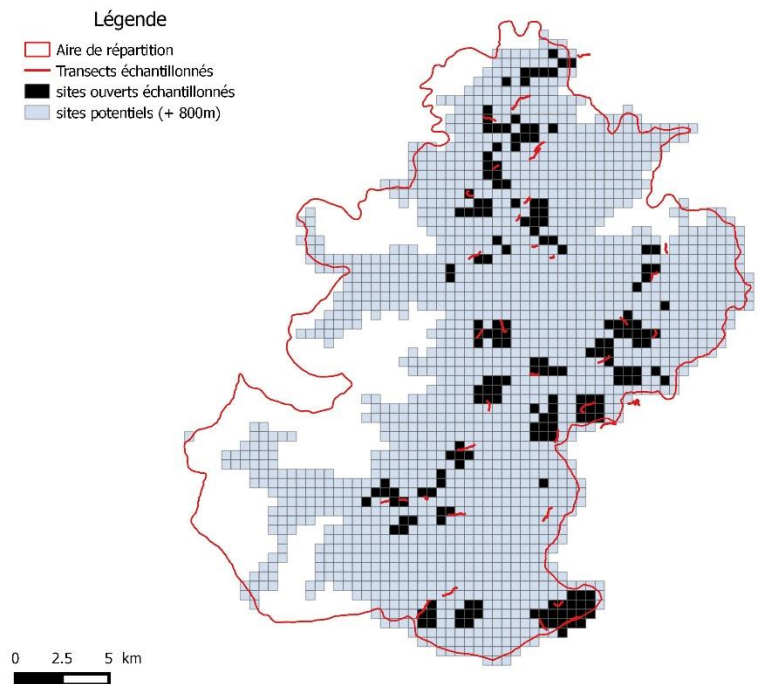 Légende
Aire de répartition
Transects échantillonnés
sites ouverts échantillonnés
sites potentiels (+ 800m)
0 2.5 5 km